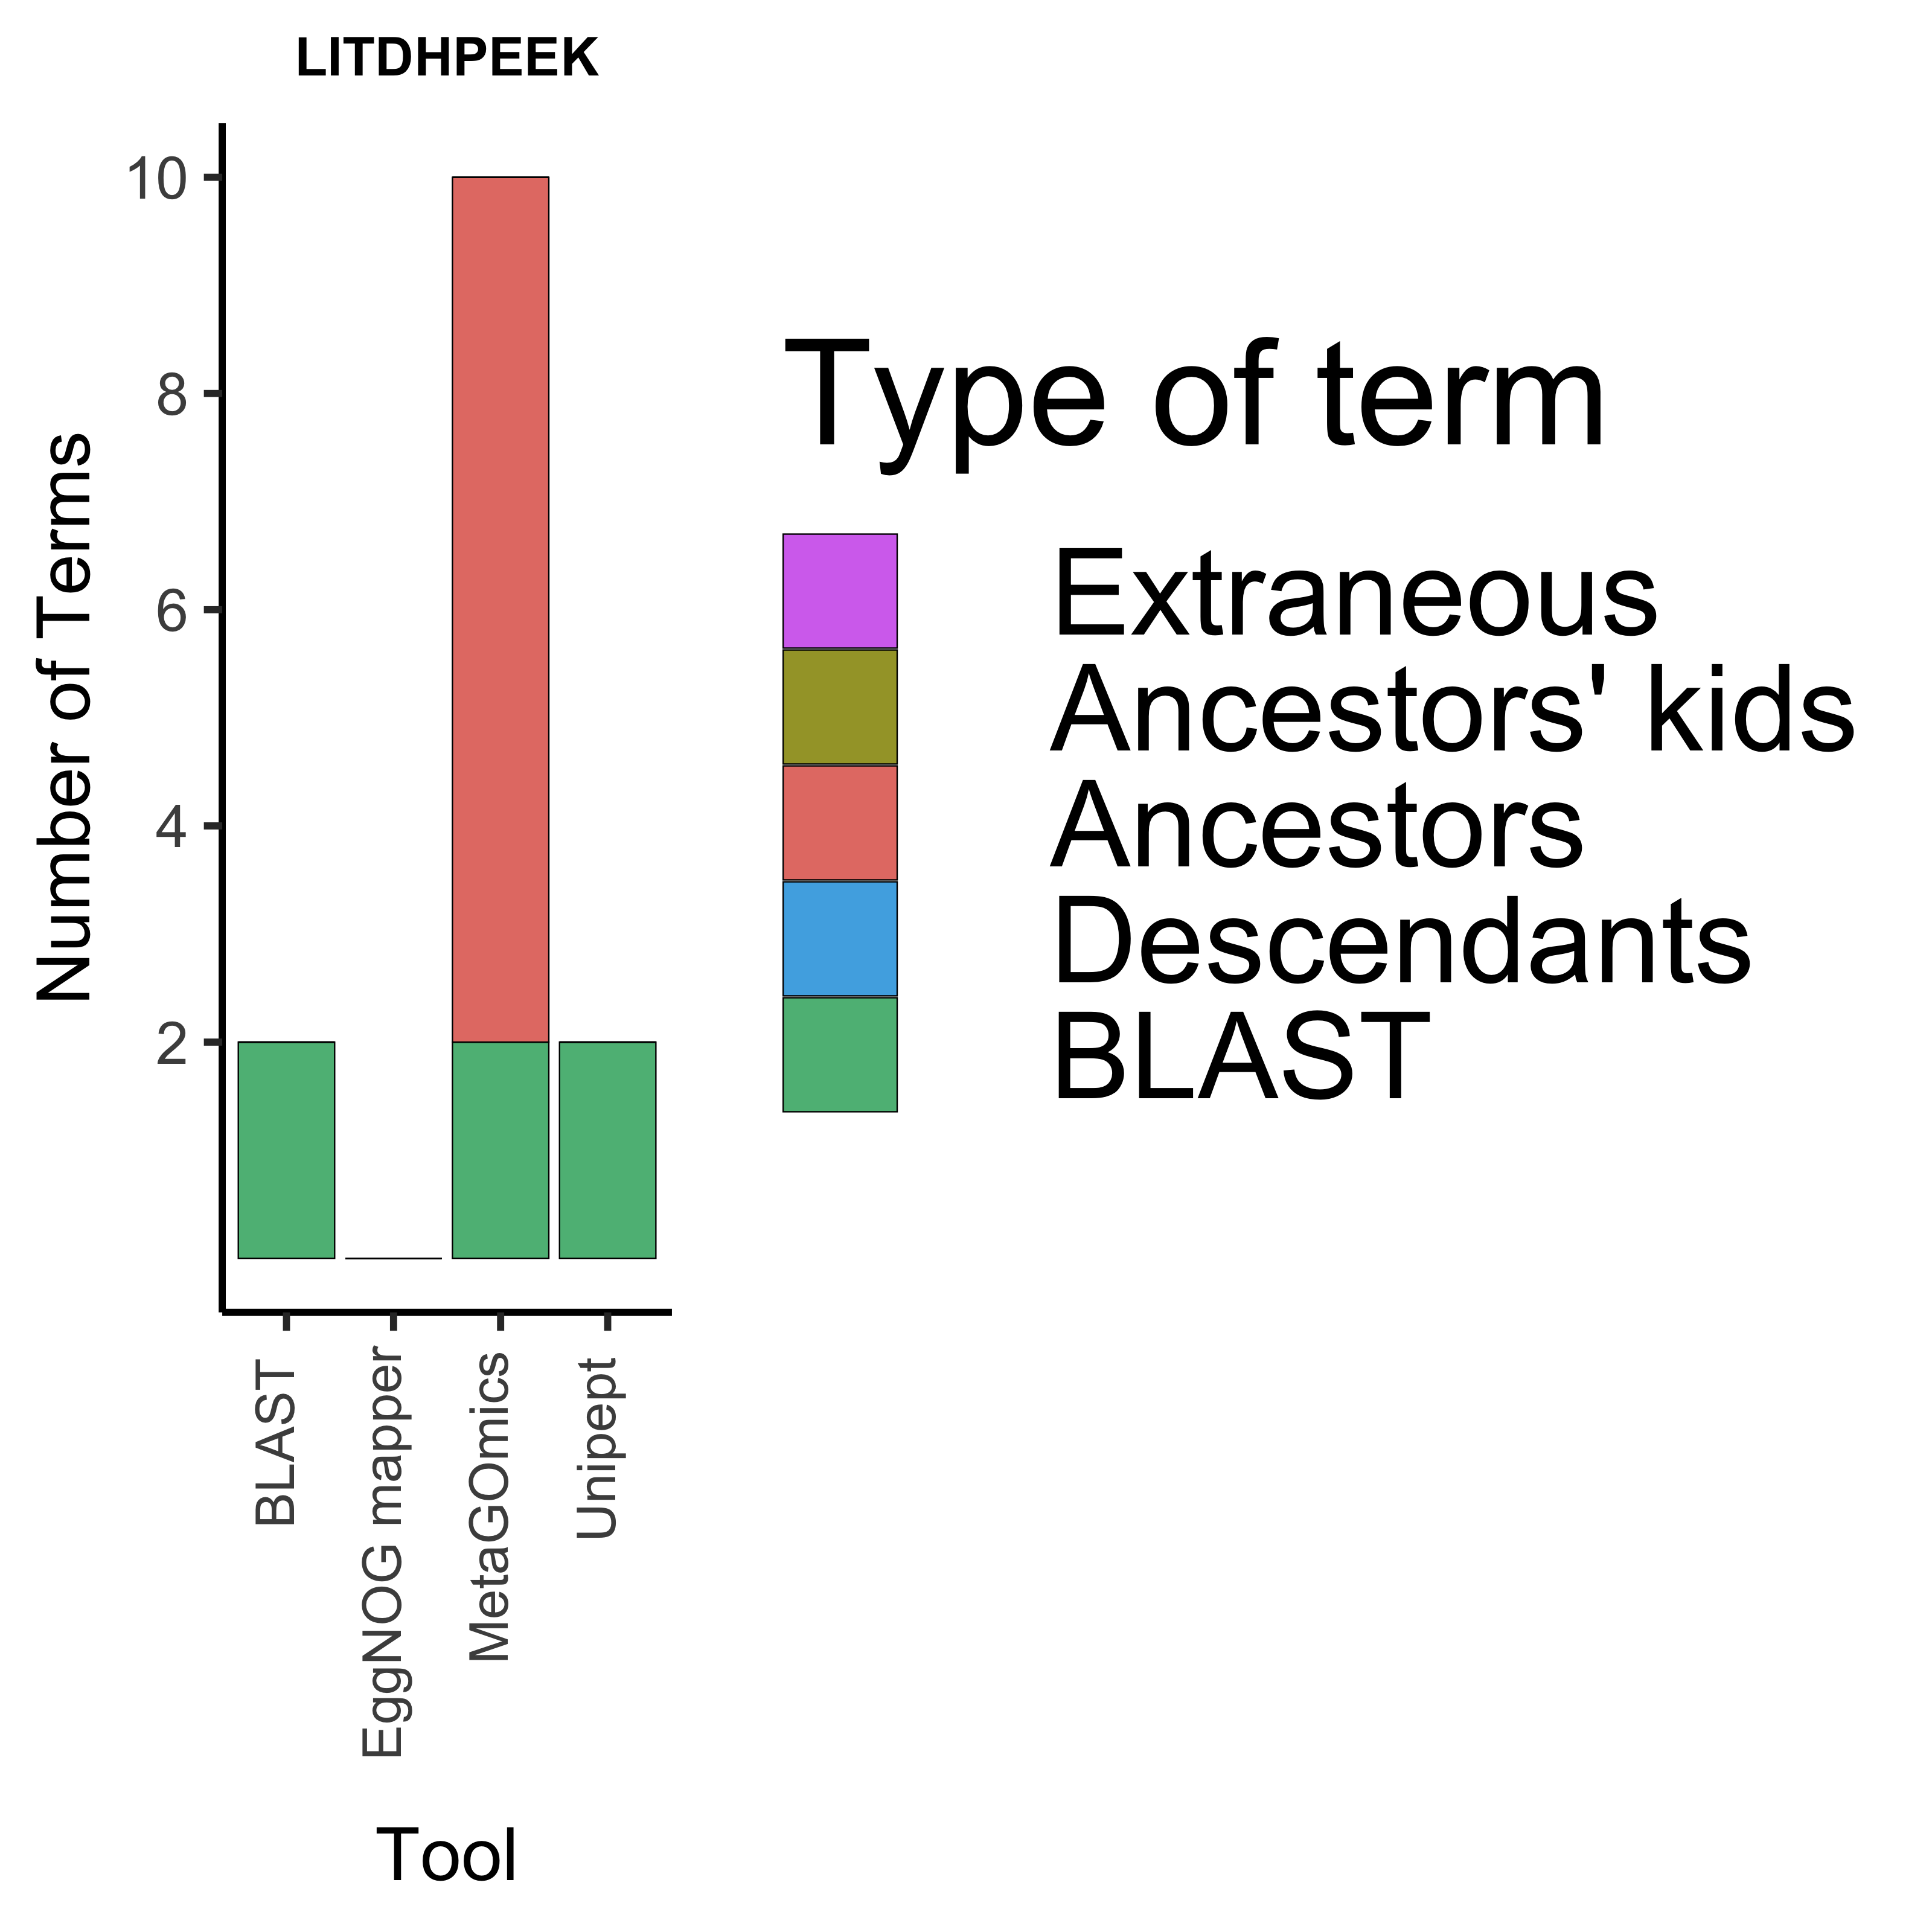 LITDHPEEK
10
8
6
4
2
Number of Terms
BLAST
EggNOG mapper
MetaGOmics
Unipept
Tool
Type of term
Extraneous
Ancestors' kids
Ancestors
Descendants
BLAST